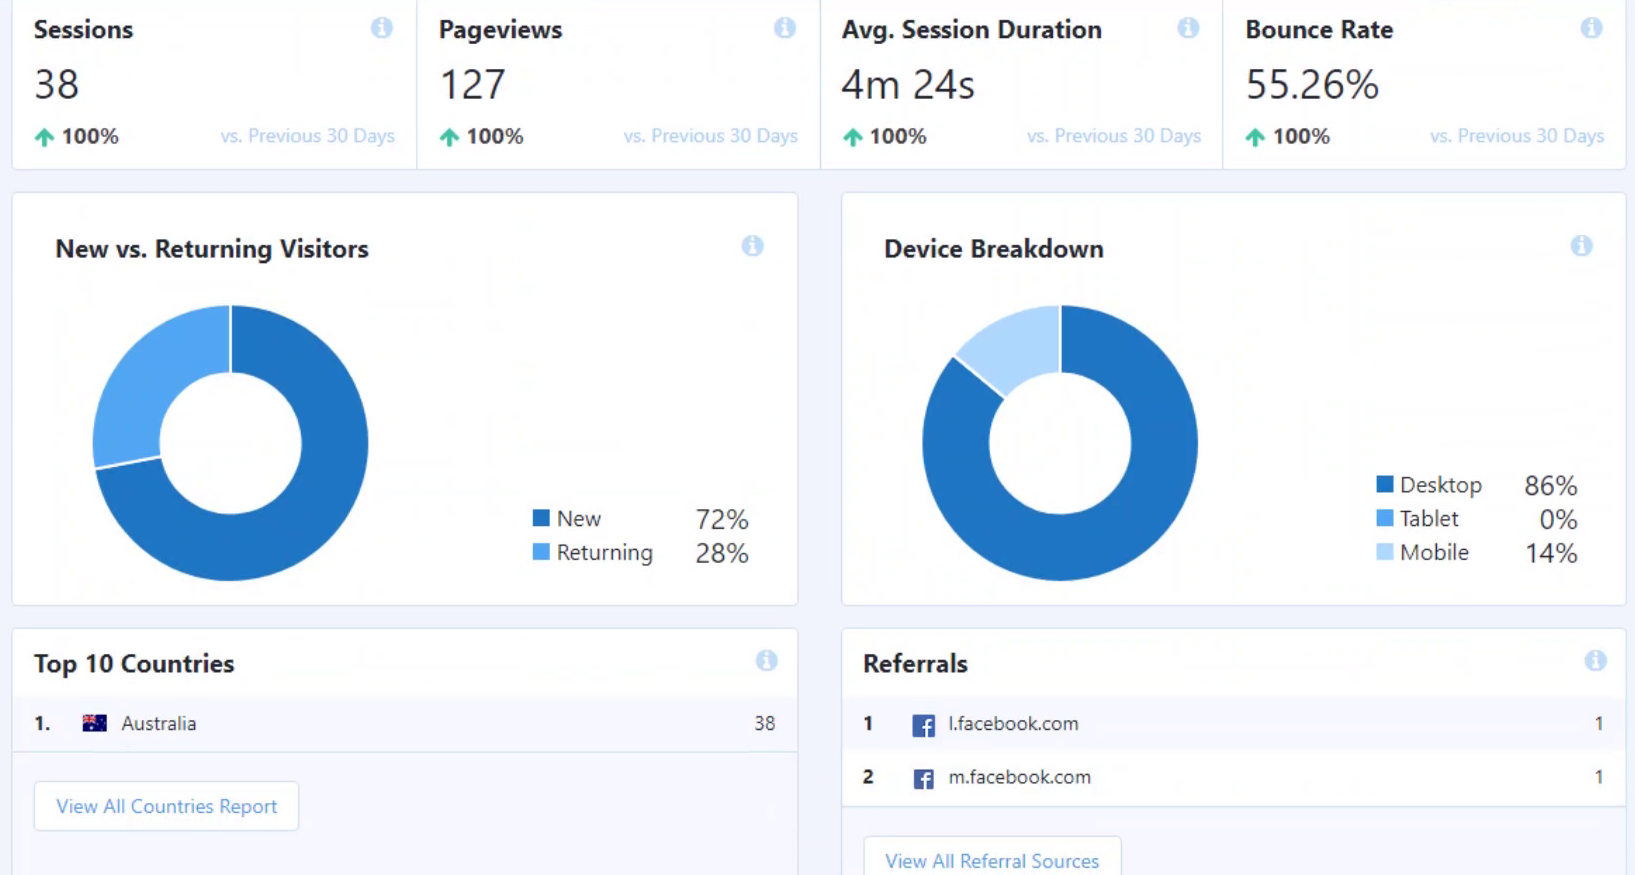 Sessions
38
100% vs. Previous 30 Days
Pageviews
127
100% vs. Previous 30 Days
Avg. Session Duration
4m 24s
100% vs. Previous 30 Days
Bounce Rate
55.26%
100% vs. Previous 30 Days
New vs. Returning Visitors
New 72%
Returning 28%
Device Breakdown
Desktop 86%
Tablet 0%
Mobile 14%
Top 10 Countries
1. Australia 38
View All Countries Report
Referrals
1 l.facebook.com 1
2 m.facebook.com 1
View All Referral Sources